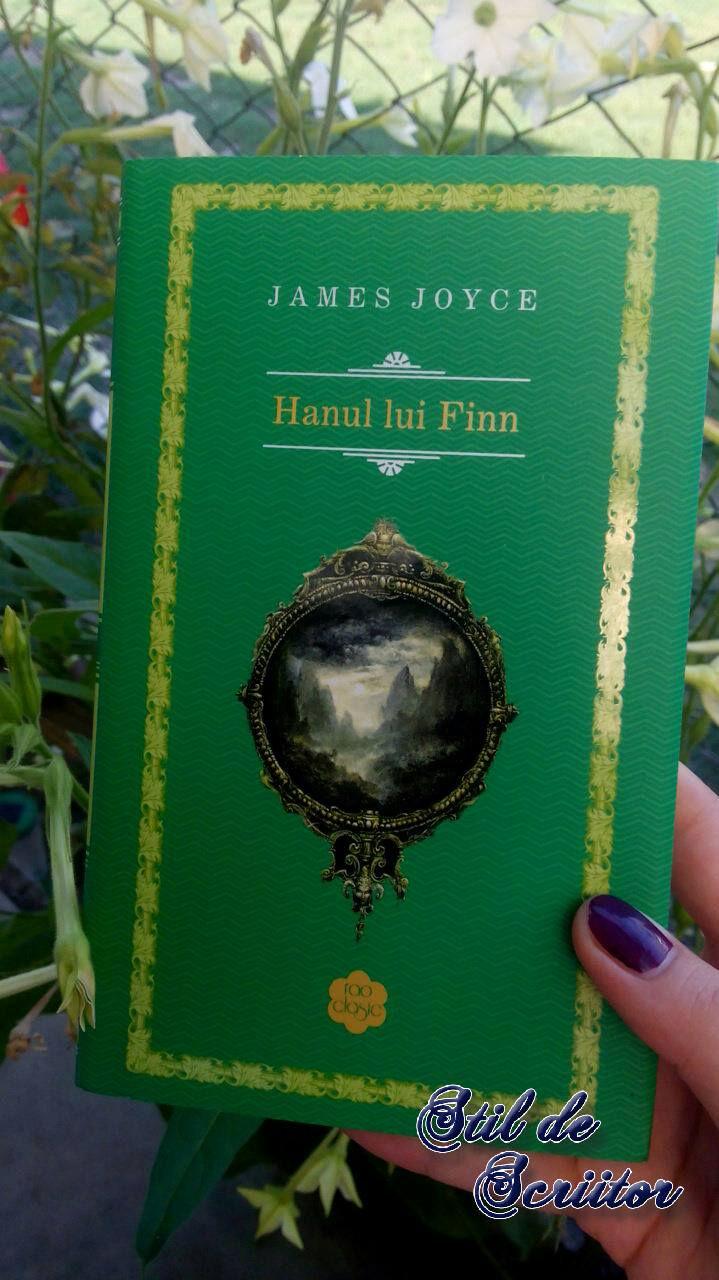 JAMES JOYCE
Hanul lui Finn
rao
clasic
Stil de
Scriitor